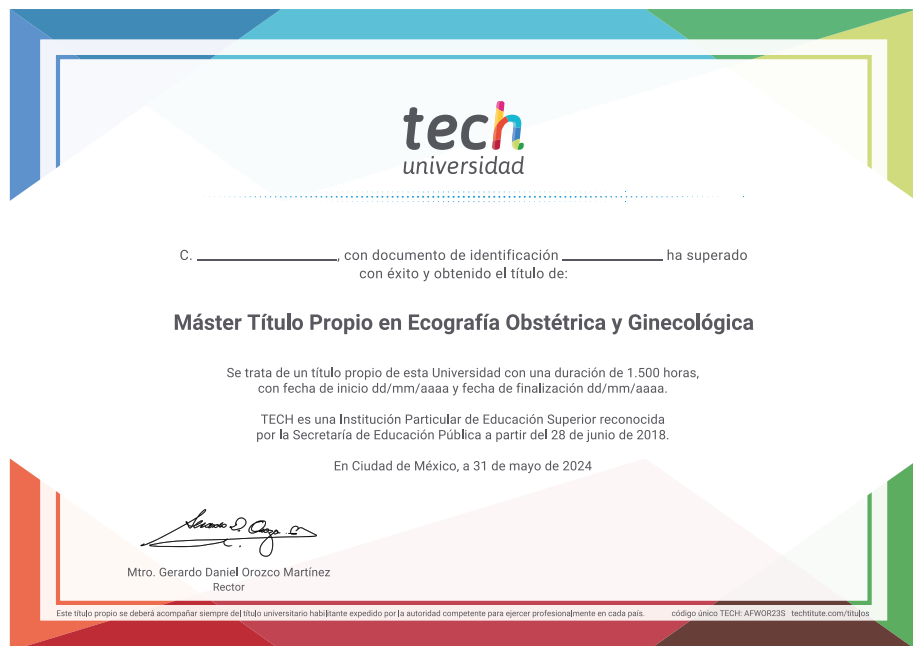 tech
universidad
C. __________________, con documento de identificación _____________ ha superado
con éxito y obtenido el título de:
Máster Título Propio en Ecografía Obstétrica y Ginecológica
Se trata de un título propio de esta Universidad con una duración de 1.500 horas,
con fecha de inicio dd/mm/aaaa y fecha de finalización dd/mm/aaaa.
TECH es una Institución Particular de Educación Superior reconocida
por la Secretaría de Educación Pública a partir del 28 de junio de 2018.
En Ciudad de México, a 31 de mayo de 2024
Mtro. Gerardo Daniel Orozco Martínez
Rector
Este título propio se deberá acompañar siempre del título universitario habilitante expedido por la autoridad competente para ejercer profesionalmente en cada país. código único TECH: AFWOR23S techtitute.com/titulos